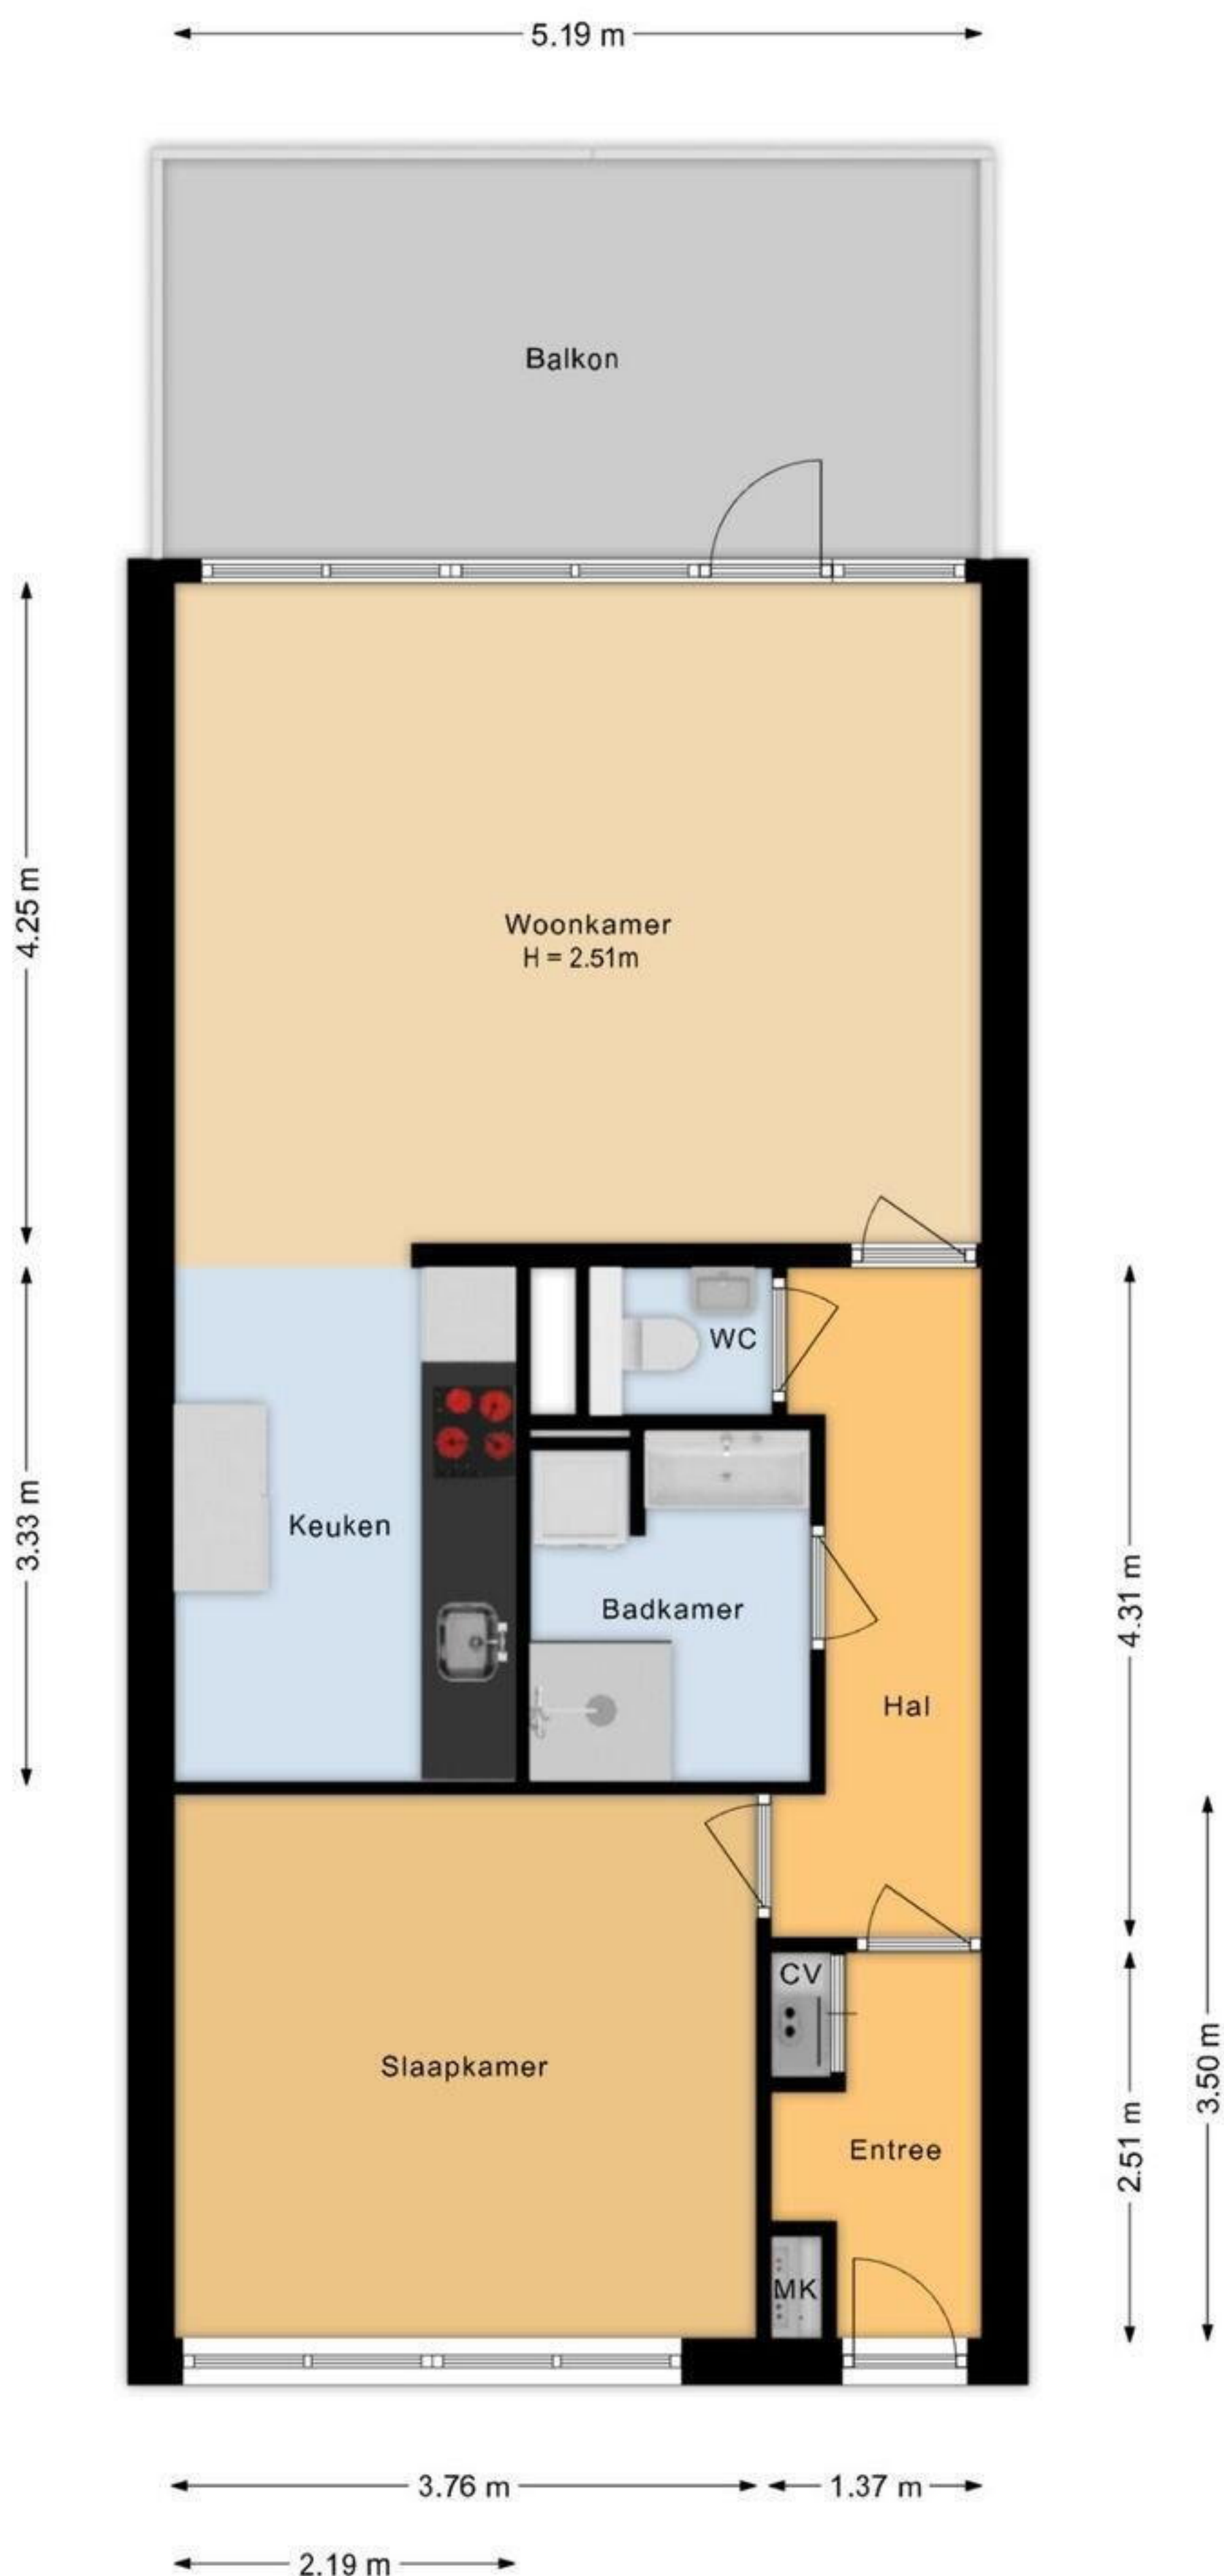 5.19 m
Balkon
4.25 m
Woonkamer
H = 2.51m
WC
3.33 m
Keuken
Badkamer
4.31 m
Hal
CV
Slaapkamer
3.50 m
2.51 m
Entree
MK
3.76 m
1.37 m
2.19 m